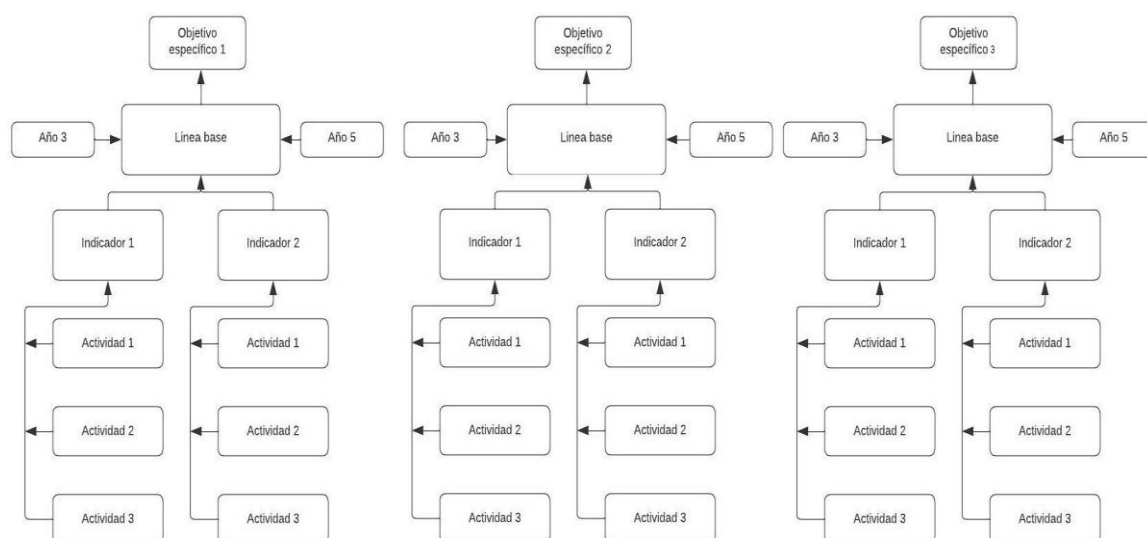 Objetivo
específico 1
Objetivo
específico 2
Objetivo
específico 3
Año 3
Linea base
Año 5
Año 3
Linea base
Año 5
Año 3
Linea base
Año 5
Indicador 1
Indicador 2
Indicador 1
Indicador 2
Indicador 1
Indicador 2
Actividad 1
Actividad 1
Actividad 1
Actividad 1
Actividad 1
Actividad 1
Actividad 2
Actividad 2
Actividad 2
Actividad 2
Actividad 2
Actividad 2
Actividad 3
Actividad 3
Actividad 3
Actividad 3
Actividad 3
Actividad 3